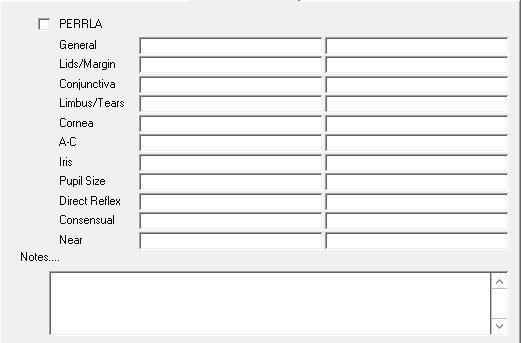 PERRLA
General
Lids/Margin
Conjunctiva
Limbus/Tears
Cornea
A-C
Iris
Pupil Size
Direct Reflex
Consensual
Near
Notes....